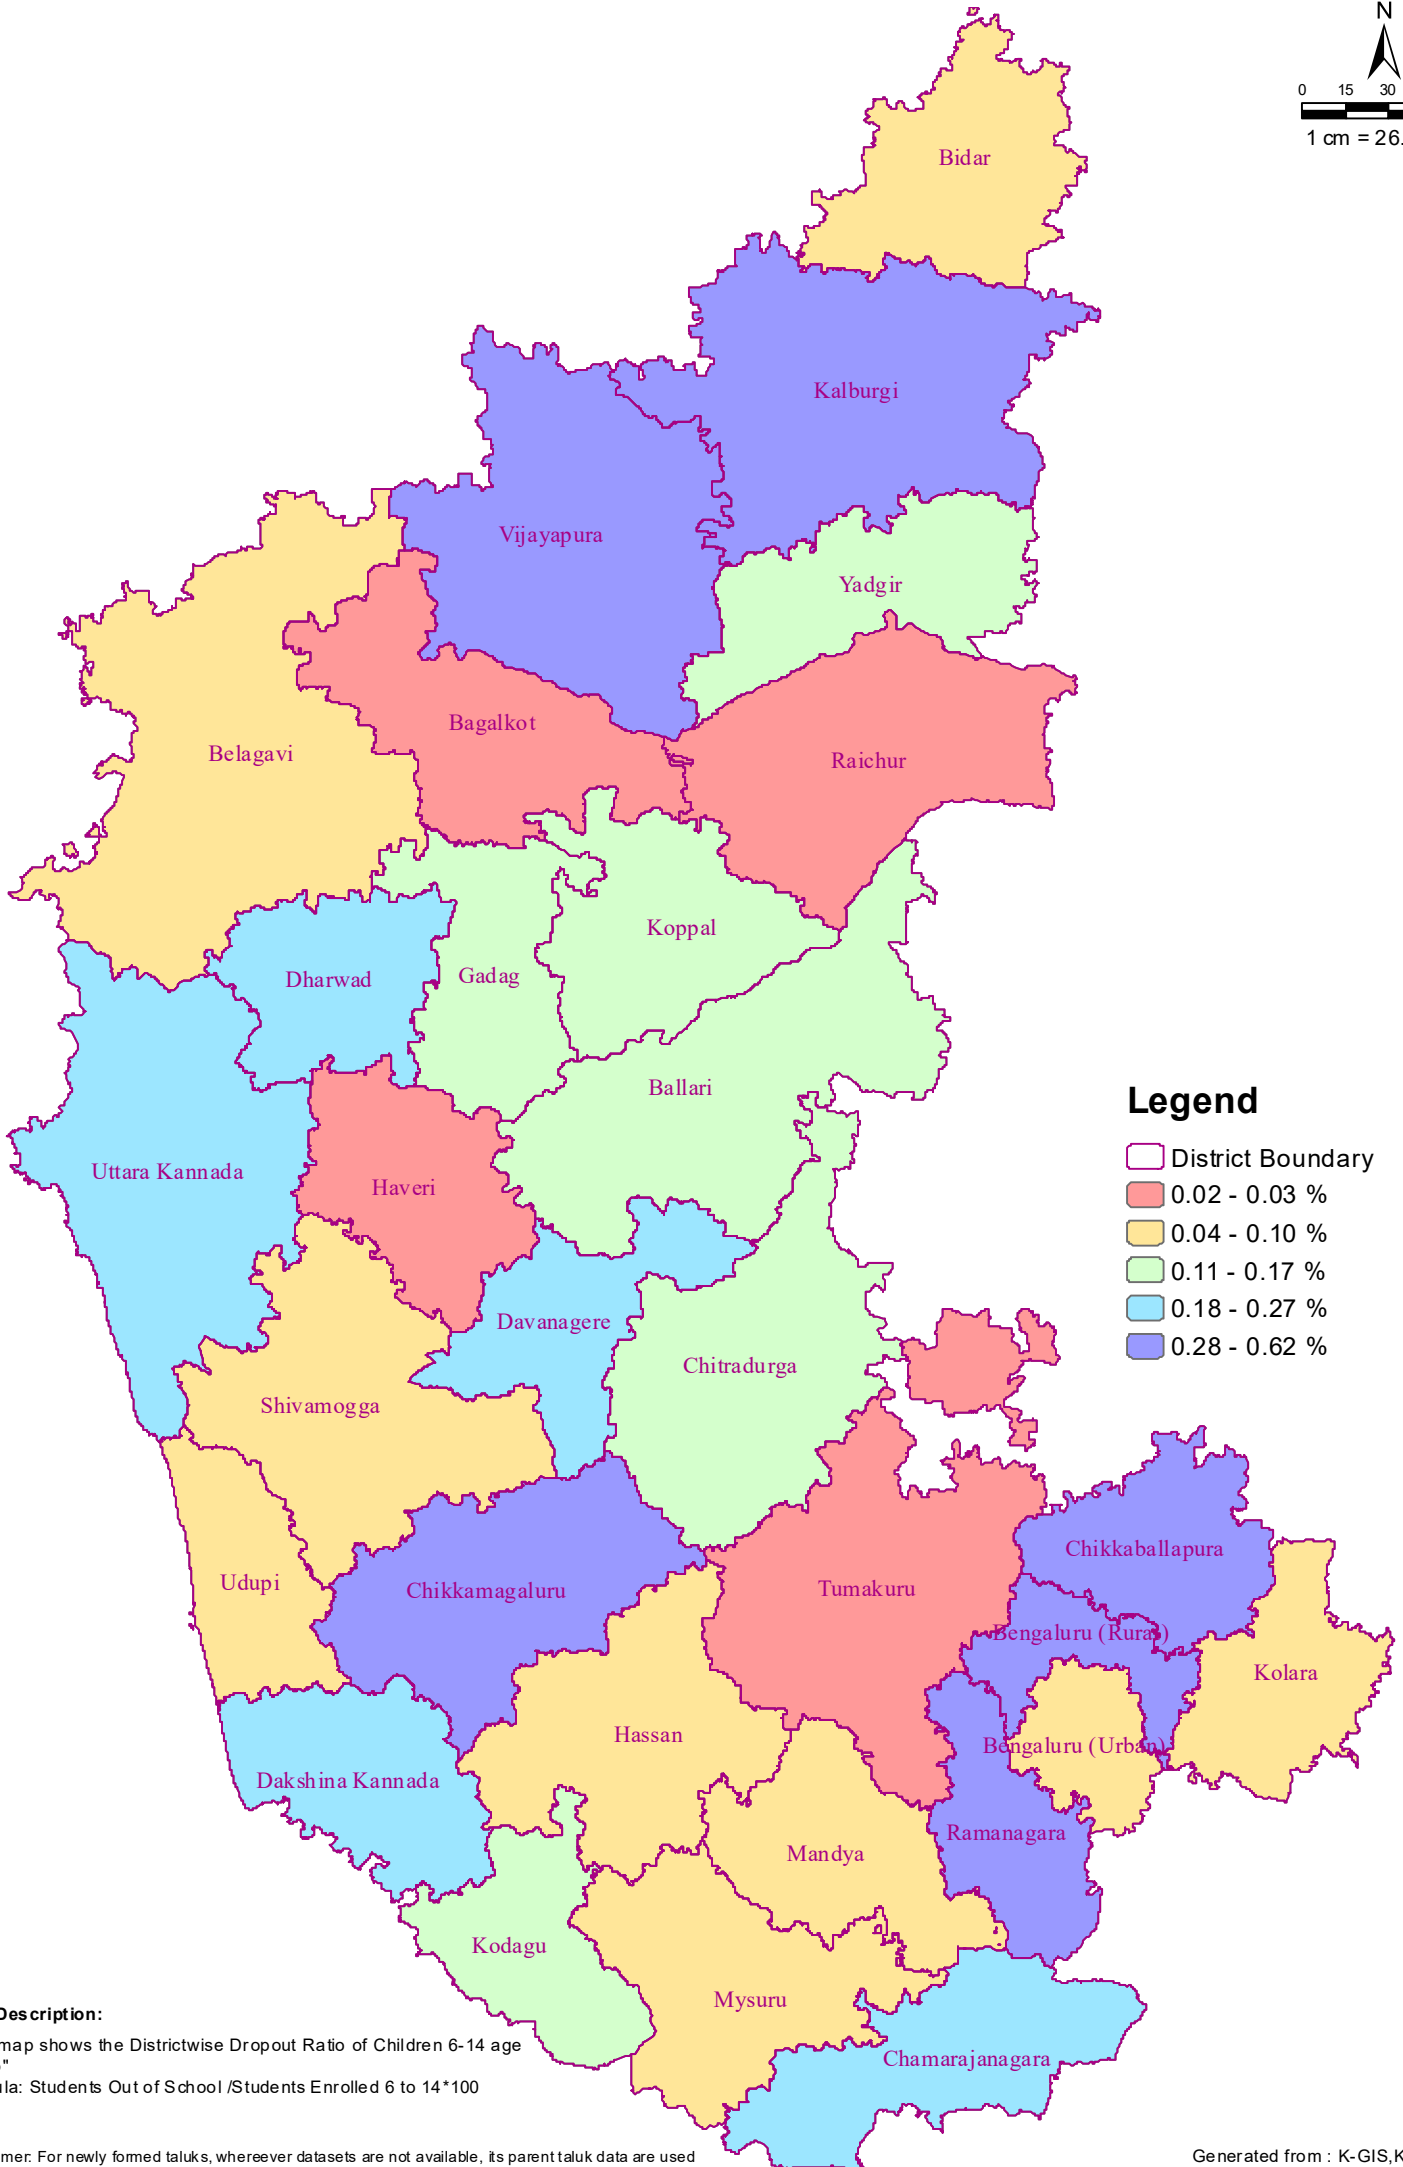 N
0 15 30
1 cm = 26.
Bidar
Kalburgi
Vijayapura
Yadgir
Bagalkot
Belagavi
Raichur
Koppal
Gadag
Dharwad
Ballari
Uttara Kannada
Haveri
Legend
District Boundary
0.02 - 0.03 %
0.04 - 0.10 %
0.11 - 0.17 %
0.18 - 0.27 %
0.28 - 0.62 %
Davanagere
Chitradurga
Shivamogga
Chikkaballapura
Udupi
Chikkamagaluru
Tumakuru
Bengaluru (Rural)
Kolara
Hassan
Bengaluru (Urban)
Dakshina Kannada
Ramanagara
Mandya
Kodagu
Mysuru
Chamarajanagara
Description:
map shows the Districtwise Dropout Ratio of Children 6-14 age
"
ula: Students Out of School /Students Enrolled 6 to 14*100
mer: For newly formed taluks, whereever datasets are not available, its parent taluk data are used
Generated from : K-GIS,K